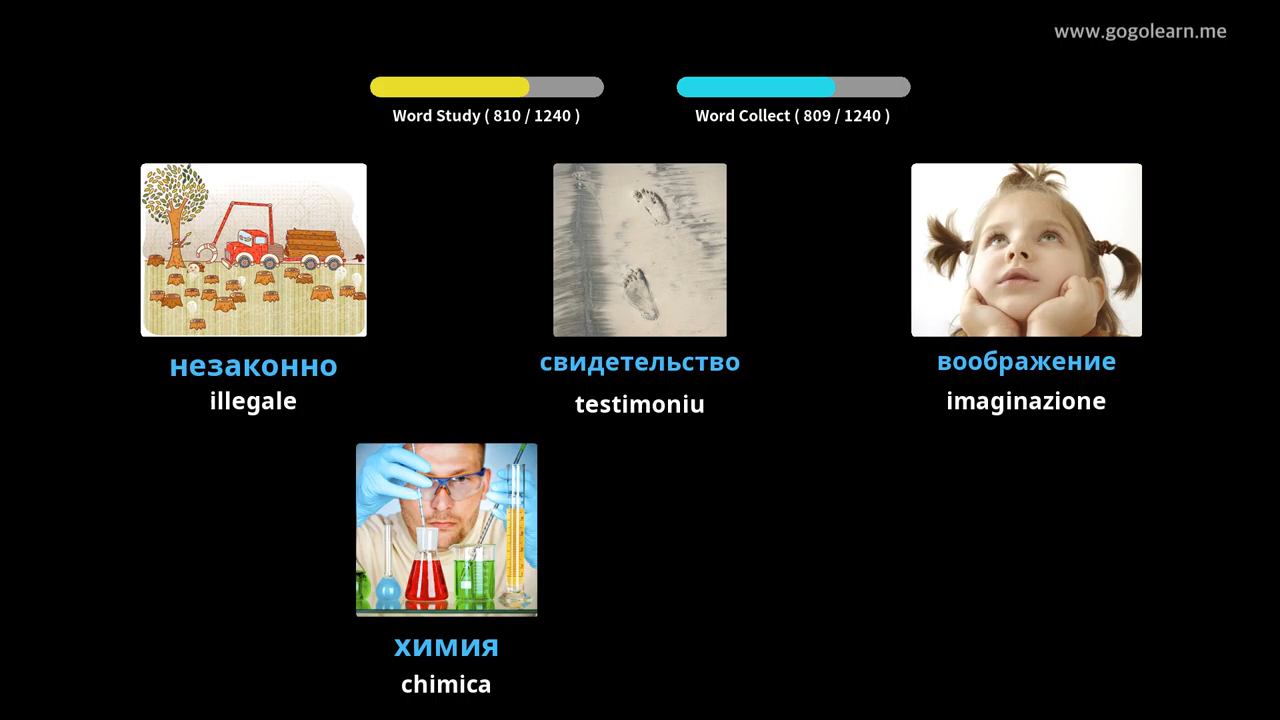 www.gogolearn.me
Word Study ( 810 / 1240 )
Word Collect ( 809 / 1240 )
незаконно
illegale
свидетельство
testimoniu
воображение
imaginazione
химия
chimica